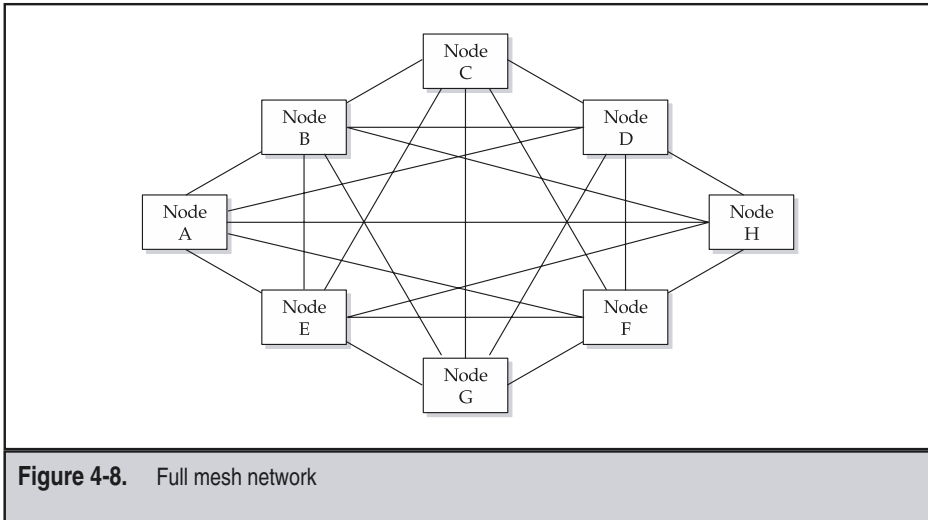 Node
C
Node
B
Node
D
Node
A
Node
H
Node
E
Node
F
Node
G
Figure 4-8. Full mesh network